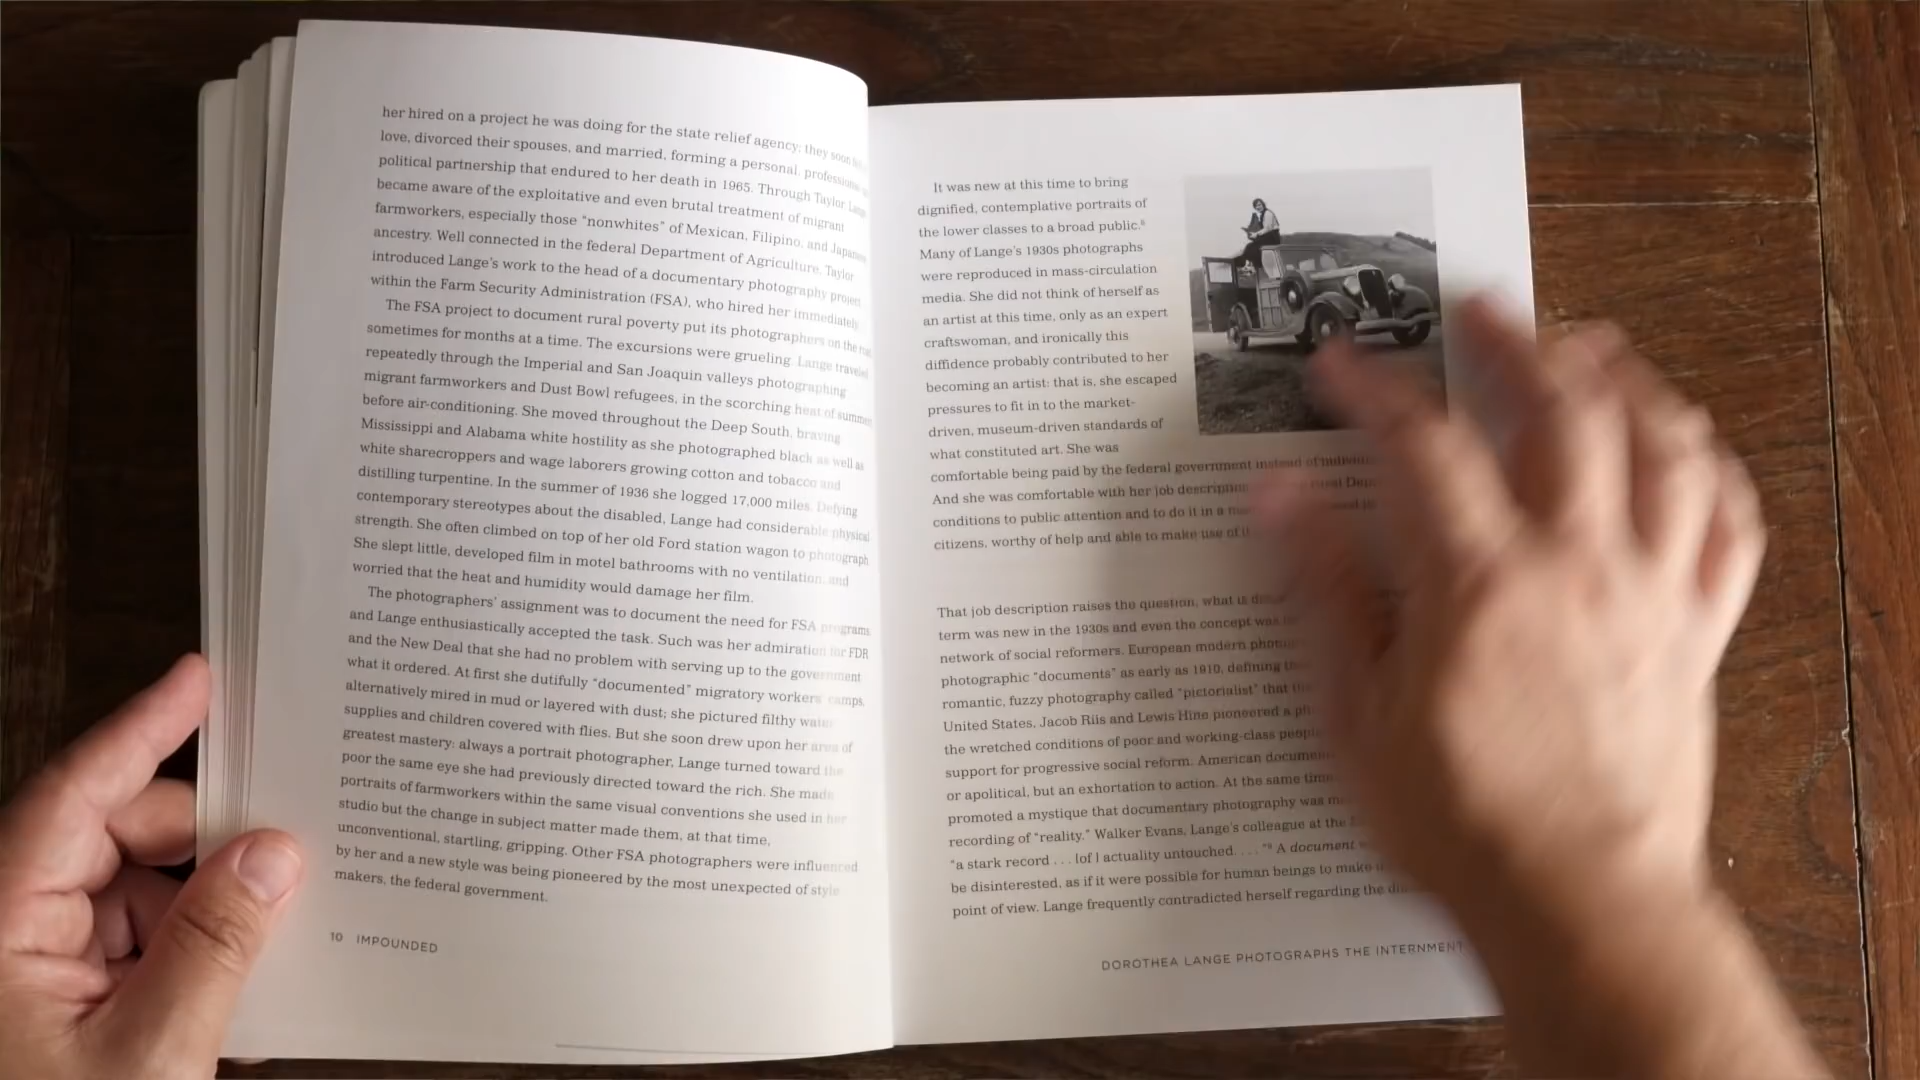 her hired on a project he was doing for the state relief agency; they soon
love, divorced their spouses, and married, forming a personal, professional
political partnership that endured to her death in 1965. Through Taylor Lange
became aware of the exploitative and even brutal treatment of migrant
farmworkers, especially those “nonwhites” of Mexican, Filipino, and Japanese
ancestry. Well connected in the federal Department of Agriculture, Taylor
introduced Lange’s work to the head of a documentary photography project
within the Farm Security Administration (FSA), who hired her immediately.
The FSA project to document rural poverty put its photographers on the road
sometimes for months at a time. The excursions were grueling. Lange traveled
repeatedly through the Imperial and San Joaquin valleys photographing
migrant farmworkers and Dust Bowl refugees, in the scorching heat of summer
before air-conditioning. She moved throughout the Deep South, braving
Mississippi and Alabama white hostility as she photographed black as well as
white sharecroppers and wage laborers growing cotton and tobacco and
distilling turpentine. In the summer of 1936 she logged 17,000 miles. Defying
contemporary stereotypes about the disabled, Lange had considerable physical
strength. She often climbed on top of her old Ford station wagon to photograph.
She slept little, developed film in motel bathrooms with no ventilation, and
worried that the heat and humidity would damage her film.
The photographers’ assignment was to document the need for FSA programs
and Lange enthusiastically accepted the task. Such was her admiration for FDR
and the New Deal that she had no problem with serving up to the government
what it ordered. At first she dutifully “documented” migratory workers’ camps,
alternatively mired in mud or layered with dust; she pictured filthy water
supplies and children covered with flies. But she soon drew upon her area of
greatest mastery: always a portrait photographer, Lange turned toward the
poor the same eye she had previously directed toward the rich. She made
portraits of farmworkers within the same visual conventions she used in her
studio but the change in subject matter made them, at that time,
unconventional, startling, gripping. Other FSA photographers were influenced
by her and a new style was being pioneered by the most unexpected of style
makers, the federal government.
10 IMPOUNDED
It was new at this time to bring
dignified, contemplative portraits of
the lower classes to a broad public.⁸
Many of Lange’s 1930s photographs
were reproduced in mass-circulation
media. She did not think of herself as
an artist at this time, only as an expert
craftswoman, and ironically this
diffidence probably contributed to her
becoming an artist: that is, she escaped
pressures to fit in to the market-
driven, museum-driven standards of
what constituted art. She was
comfortable being paid by the federal government instead of
And she was comfortable with her job description
conditions to public attention and to do it in a
citizens, worthy of help and able to make use of it
That job description raises the question, what is
term was new in the 1930s and even the concept was
network of social reformers. European modern
photographic “documents” as early as 1910, defining
romantic, fuzzy photography called “pictorialist” that
United States, Jacob Riis and Lewis Hine pioneered a
the wretched conditions of poor and working-class people
support for progressive social reform. American
or apolitical, but an exhortation to action. At the same time
promoted a mystique that documentary photography was
recording of “reality.” Walker Evans, Lange’s colleague at the
“a stark record . . . [of] actuality untouched. . . .”⁹ A document
be disinterested, as if it were possible for human beings to make
point of view. Lange frequently contradicted herself regarding the
DOROTHEA LANGE PHOTOGRAPHS THE INTERNMENT